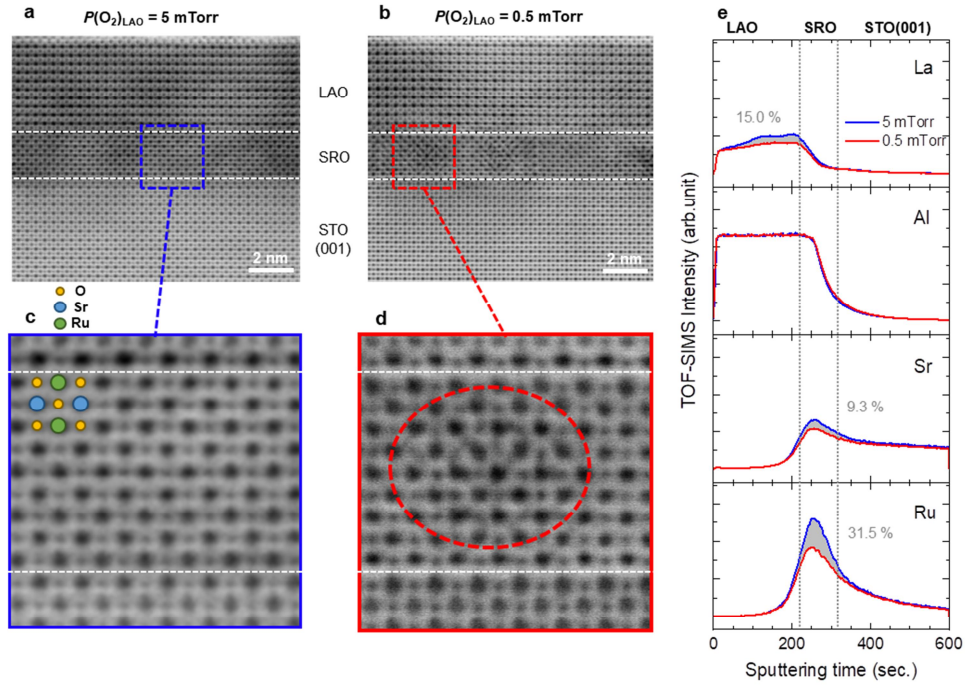 a
P(O2)LAO = 5 mTorr
b
P(O2)LAO = 0.5 mTorr
LAO
SRO
STO
(001)
2 nm
2 nm
O
Sr
Ru
c
d
e
LAO
SRO
STO(001)
La
15.0 %
5 mTorr
0.5 mTorr
Al
Sr
9.3 %
Ru
31.5 %
TOF-SIMS Intensity (arb.unit)
0
200
400
600
Sputtering time (sec.)